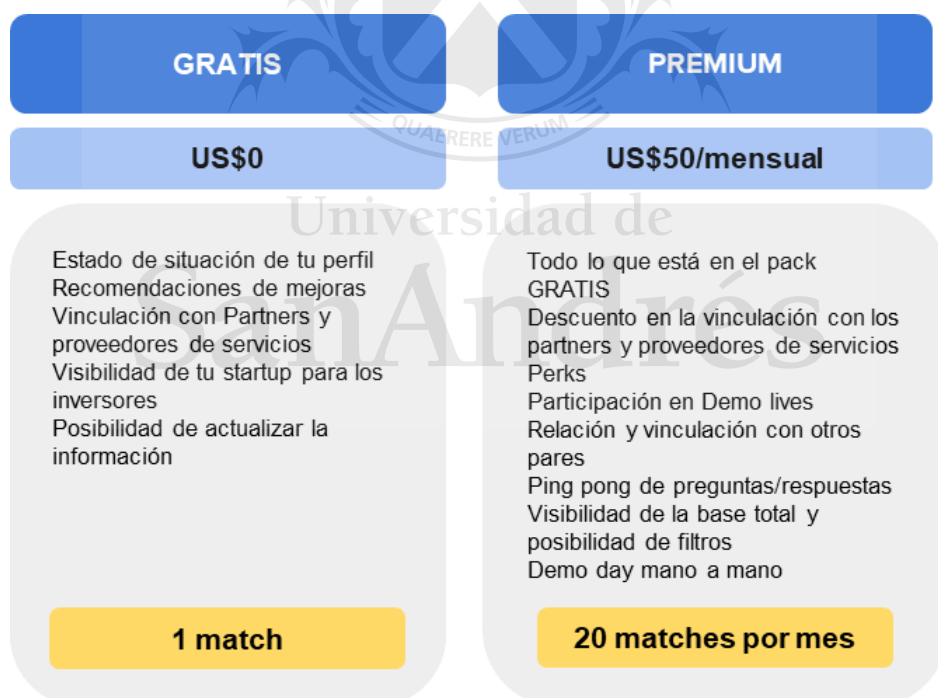 GRATIS
US$0
Estado de situación de tu perfil
Recomendaciones de mejoras
Vinculación con Partners y
proveedores de servicios
Visibilidad de tu startup para los
inversores
Posibilidad de actualizar la
información
1 match
PREMIUM
US$50/mensual
Todo lo que está en el pack
GRATIS
Descuento en la vinculación con los
partners y proveedores de servicios
Perks
Participación en Demo lives
Relación y vinculación con otros
pares
Ping pong de preguntas/respuestas
Visibilidad de la base total y
posibilidad de filtros
Demo day mano a mano
20 matches por mes
QUAERERE VERUM
Universidad de
SanAndrés